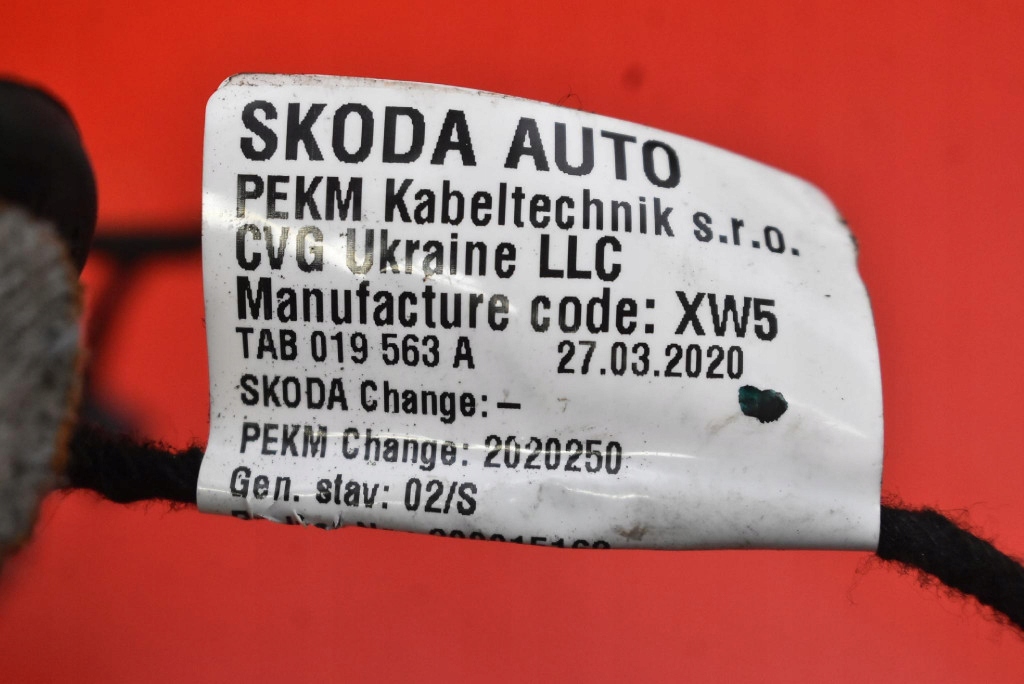 SKODA AUTO
PEKM Kabeltechnik s.r.o.
CVG Ukraine LLC
Manufacture code: XW5
TAB 019 563 A 27.03.2020
SKODA Change: –
PEKM Change: 2020250
Gen. stav: 02/S